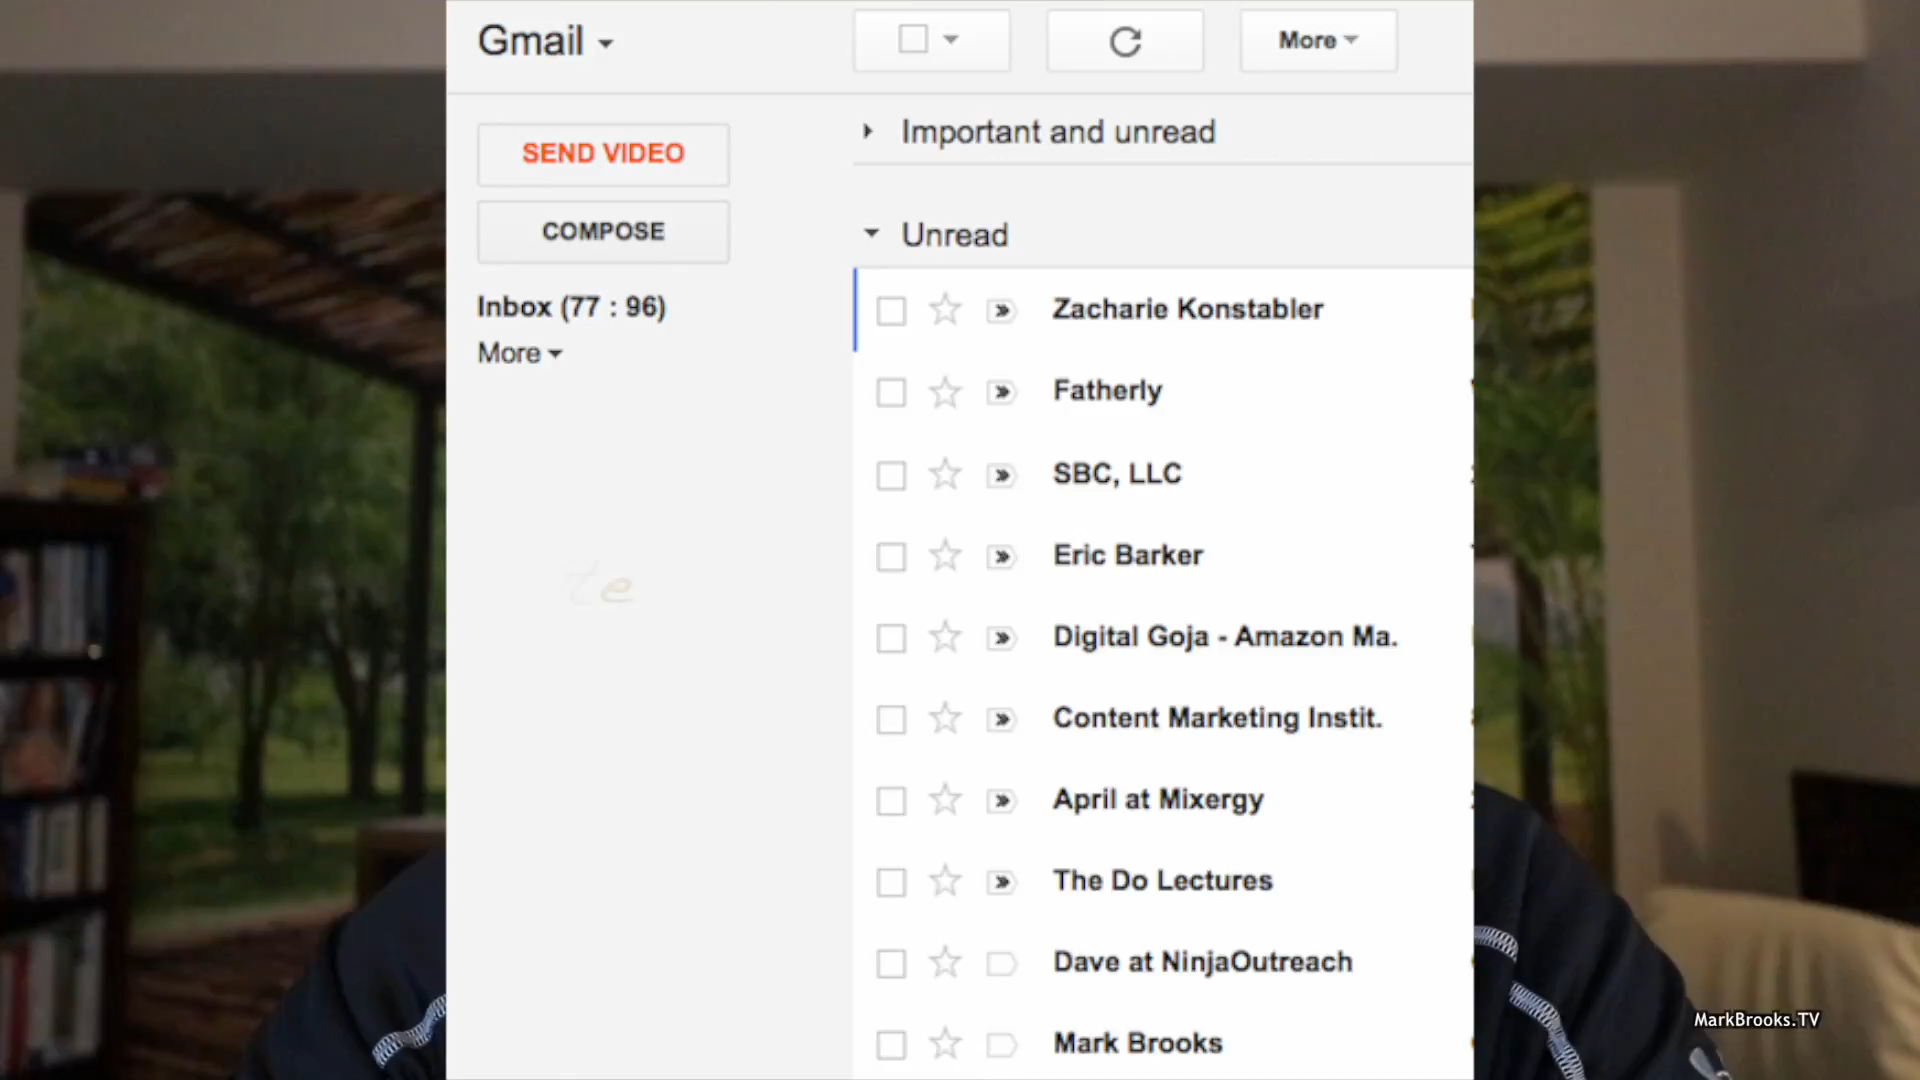 Gmail
More
Important and unread
SEND VIDEO
COMPOSE
Unread
Inbox (77 : 96)
More
Zacharie Konstabler
Fatherly
SBC, LLC
Eric Barker
te
Digital Goja - Amazon Ma.
Content Marketing Instit.
April at Mixergy
The Do Lectures
Dave at NinjaOutreach
Mark Brooks
MarkBrooks.TV